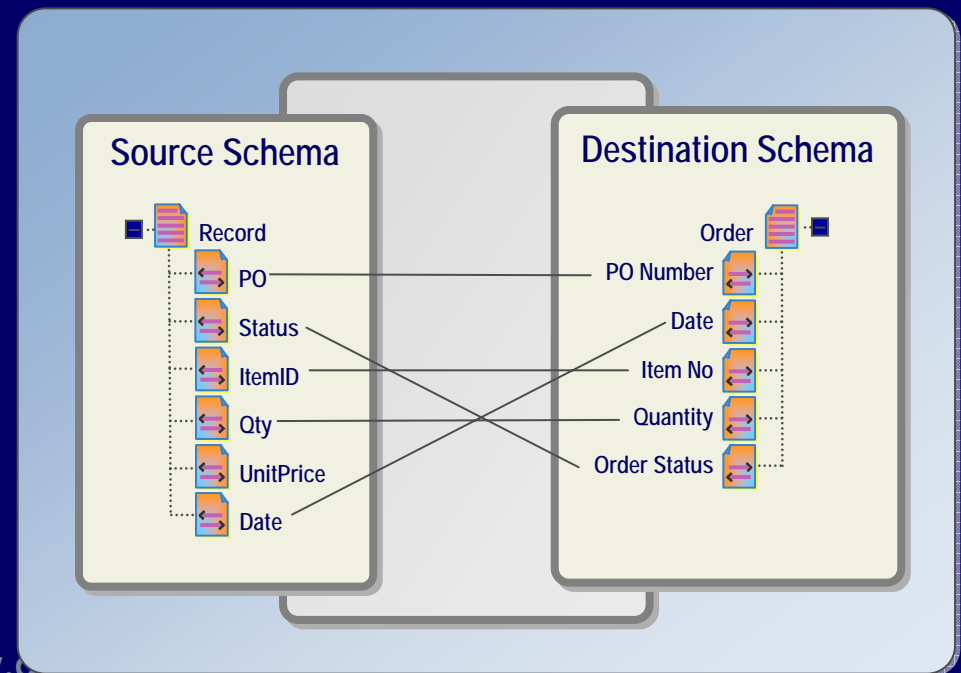 Source Schema
Record
PO
Status
ItemID
Qty
UnitPrice
Date
Destination Schema
Order
PO Number
Date
Item No
Quantity
Order Status